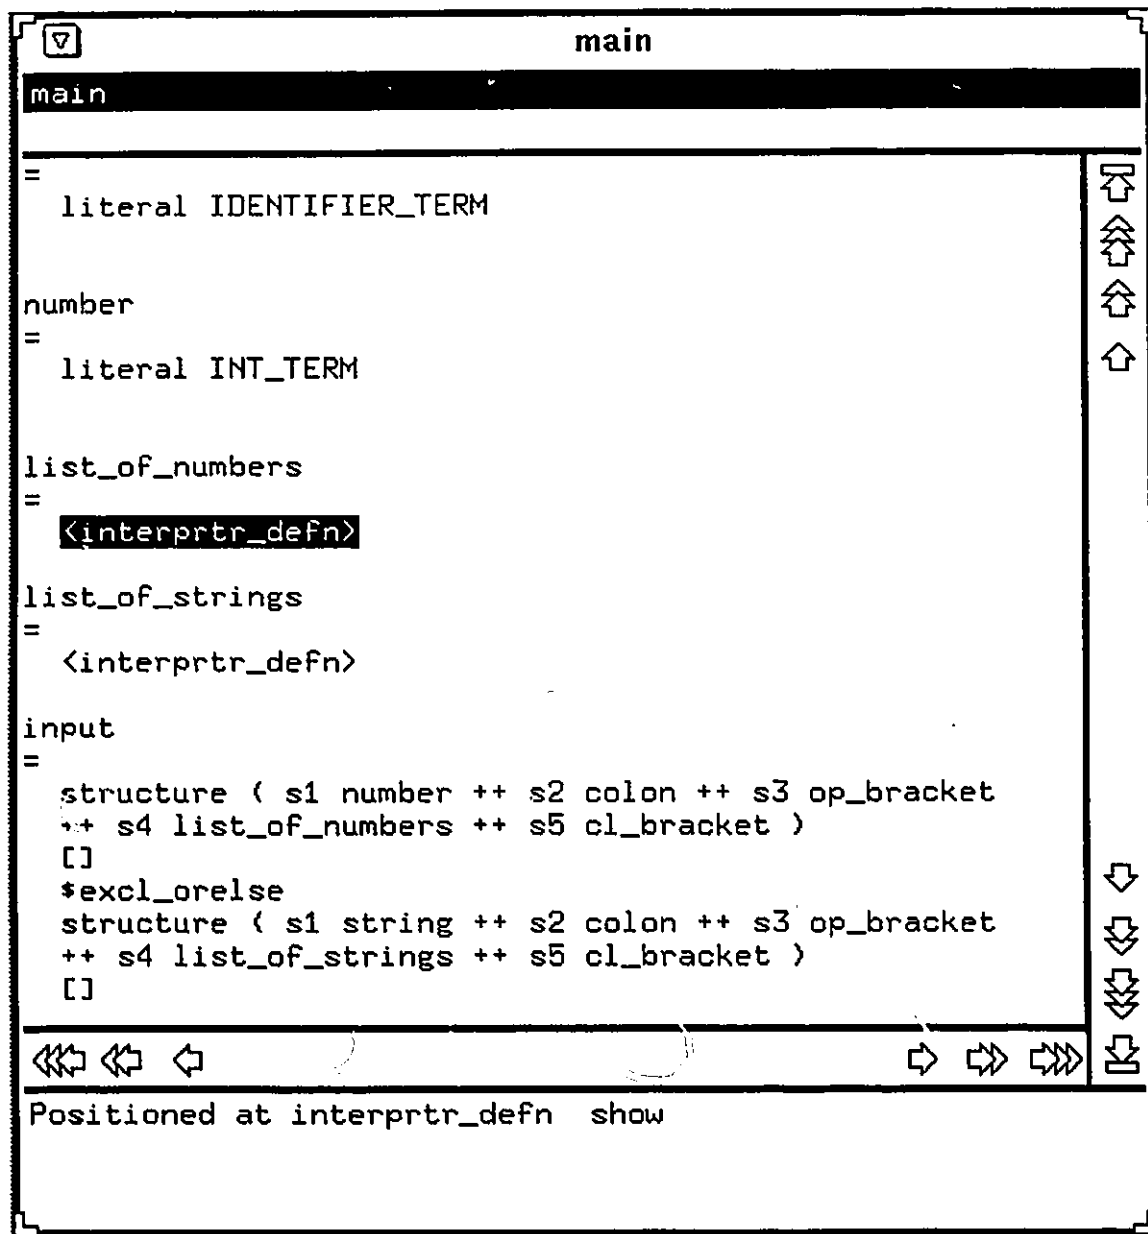 main
main
=
literal IDENTIFIER_TERM
number
=
literal INT_TERM
list_of_numbers
=
<interprtr_defn>
list_of_strings
=
<interprtr_defn>
input
=
structure ( s1 number ++ s2 colon ++ s3 op_bracket
++ s4 list_of_numbers ++ s5 cl_bracket )
[]
$excl_orelse
structure ( s1 string ++ s2 colon ++ s3 op_bracket
++ s4 list_of_strings ++ s5 cl_bracket )
[]
Positioned at interprtr_defn  show